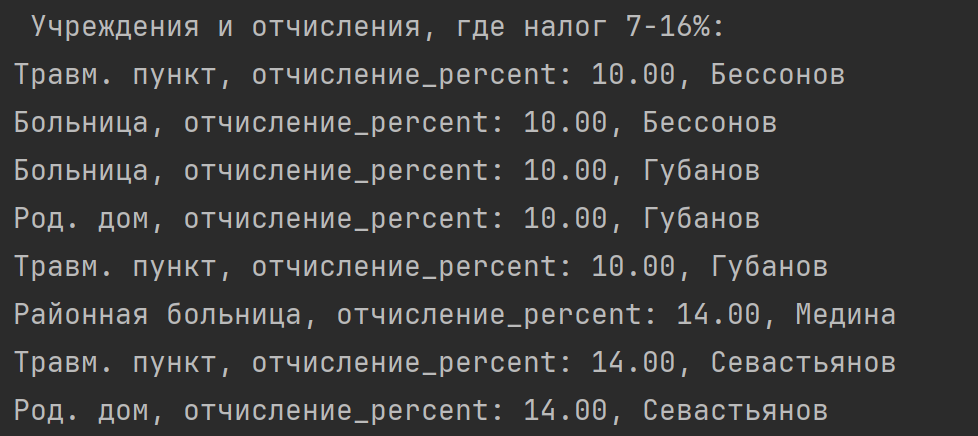 Учреждения и отчисления, где налог 7-16%:
Травм. пункт, отчисление_percent: 10.00, Бессонов
Больница, отчисление_percent: 10.00, Бессонов
Больница, отчисление_percent: 10.00, Губанов
Род. дом, отчисление_percent: 10.00, Губанов
Травм. пункт, отчисление_percent: 10.00, Губанов
Районная больница, отчисление_percent: 14.00, Медина
Травм. пункт, отчисление_percent: 14.00, Севастьянов
Род. дом, отчисление_percent: 14.00, Севастьянов